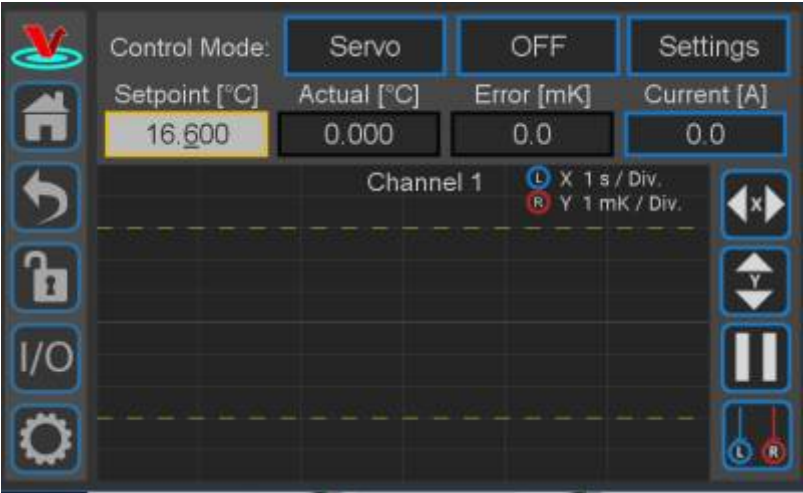 Control Mode: Servo OFF Settings
Setpoint [°C] Actual [°C] Error [mK] Current [A]
16.600 0.000 0.0 0.0
Channel 1 L X 1 s / Div.
R Y 1 mK / Div.
X
Y
I/O
L R